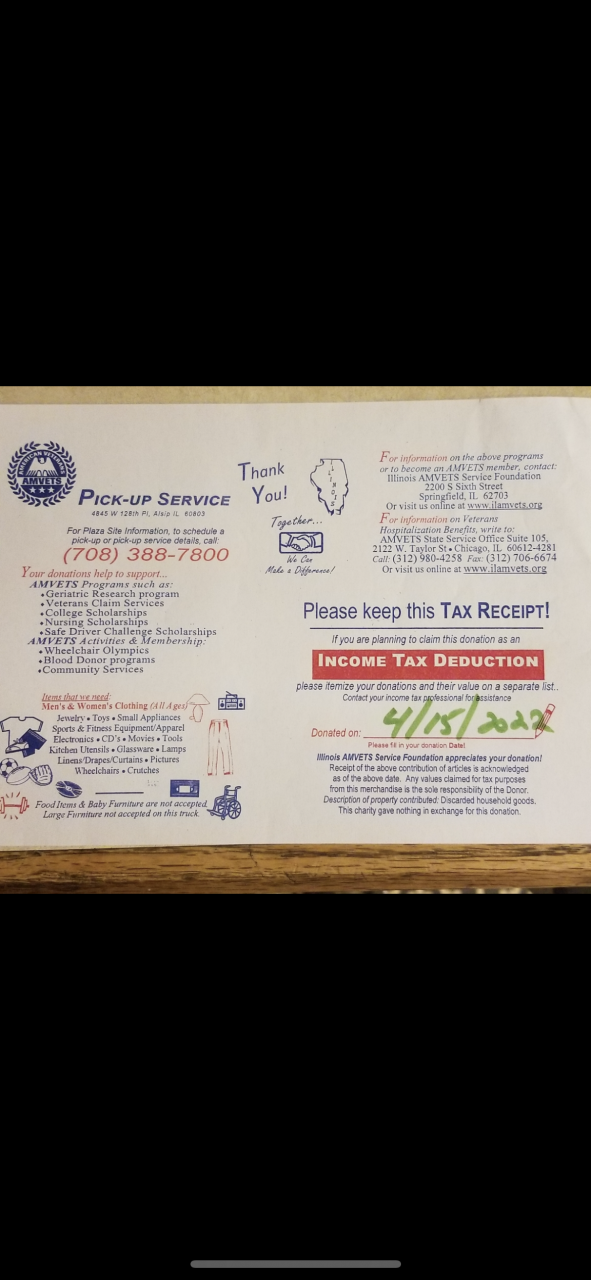 AMERICAN VETERANS
AMVETS
PICK-UP SERVICE
4845 W 128th Pl, Alsip IL 60803
For Plaza Site Information, to schedule a
pick-up or pick-up service details, call:
(708) 388-7800
Your donations help to support...
AMVETS Programs such as:
•Geriatric Research program
•Veterans Claim Services
•College Scholarships
•Nursing Scholarships
•Safe Driver Challenge Scholarships
AMVETS Activities & Membership:
•Wheelchair Olympics
•Blood Donor programs
•Community Services
Items that we need:
Men's & Women's Clothing (All Ages)
Jewelry • Toys • Small Appliances
Sports & Fitness Equipment/Apparel
Electronics • CD's • Movies • Tools
Kitchen Utensils • Glassware • Lamps
Linens/Drapes/Curtains • Pictures
Wheelchairs • Crutches
Food Items & Baby Furniture are not accepted.
Large Furniture not accepted on this truck.
Thank
You!
ILLINOIS
Together...
We Can
Make a Difference!
For information on the above programs
or to become an AMVETS member, contact:
Illinois AMVETS Service Foundation
2200 S Sixth Street
Springfield, IL 62703
Or visit us online at www.ilamvets.org
For information on Veterans
Hospitalization Benefits, write to:
AMVETS State Service Office Suite 105,
2122 W. Taylor St • Chicago, IL 60612-4281
Call: (312) 980-4258 Fax: (312) 706-6674
Or visit us online at www.ilamvets.org
Please keep this TAX RECEIPT!
If you are planning to claim this donation as an
INCOME TAX DEDUCTION
please itemize your donations and their value on a separate list..
Contact your income tax professional for assistance
Donated on: 4/15/2022
Please fill in your donation Date!
Illinois AMVETS Service Foundation appreciates your donation!
Receipt of the above contribution of articles is acknowledged
as of the above date. Any values claimed for tax purposes
from this merchandise is the sole responsibility of the Donor.
Description of property contributed: Discarded household goods.
This charity gave nothing in exchange for this donation.